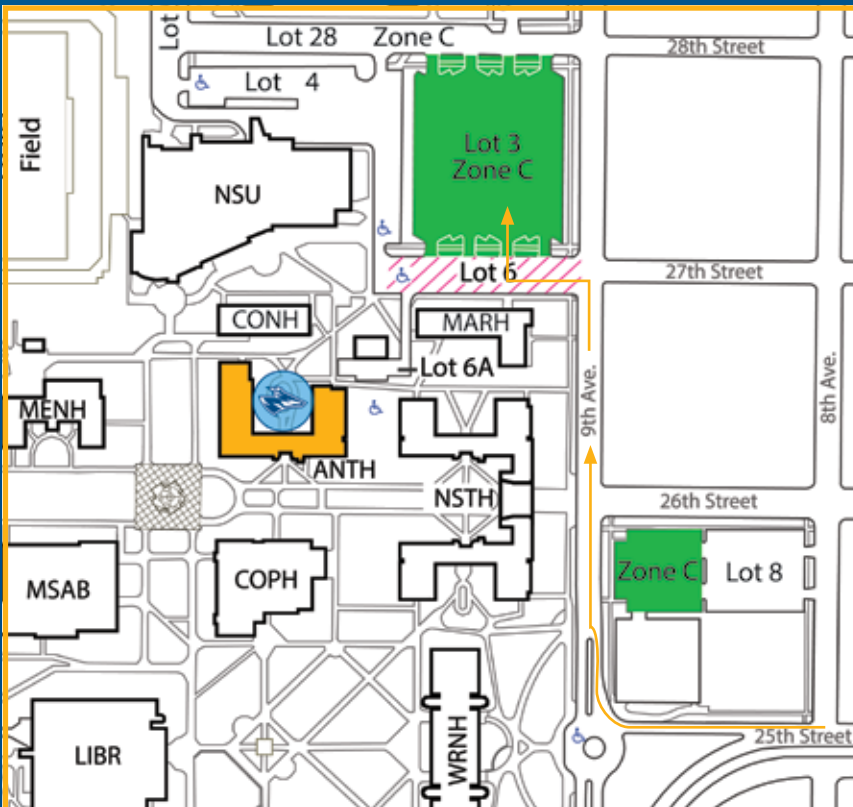 Lot
Lot 28
Zone C
28th Street
Lot 4
Field
Lot 3
Zone C
NSU
Lot 6
27th Street
CONH
MARH
Lot 6A
MENH
9th Ave.
8th Ave.
ANTH
NSTH
26th Street
MSAB
COPH
Zone C
Lot 8
LIBR
WRNH
25th Street